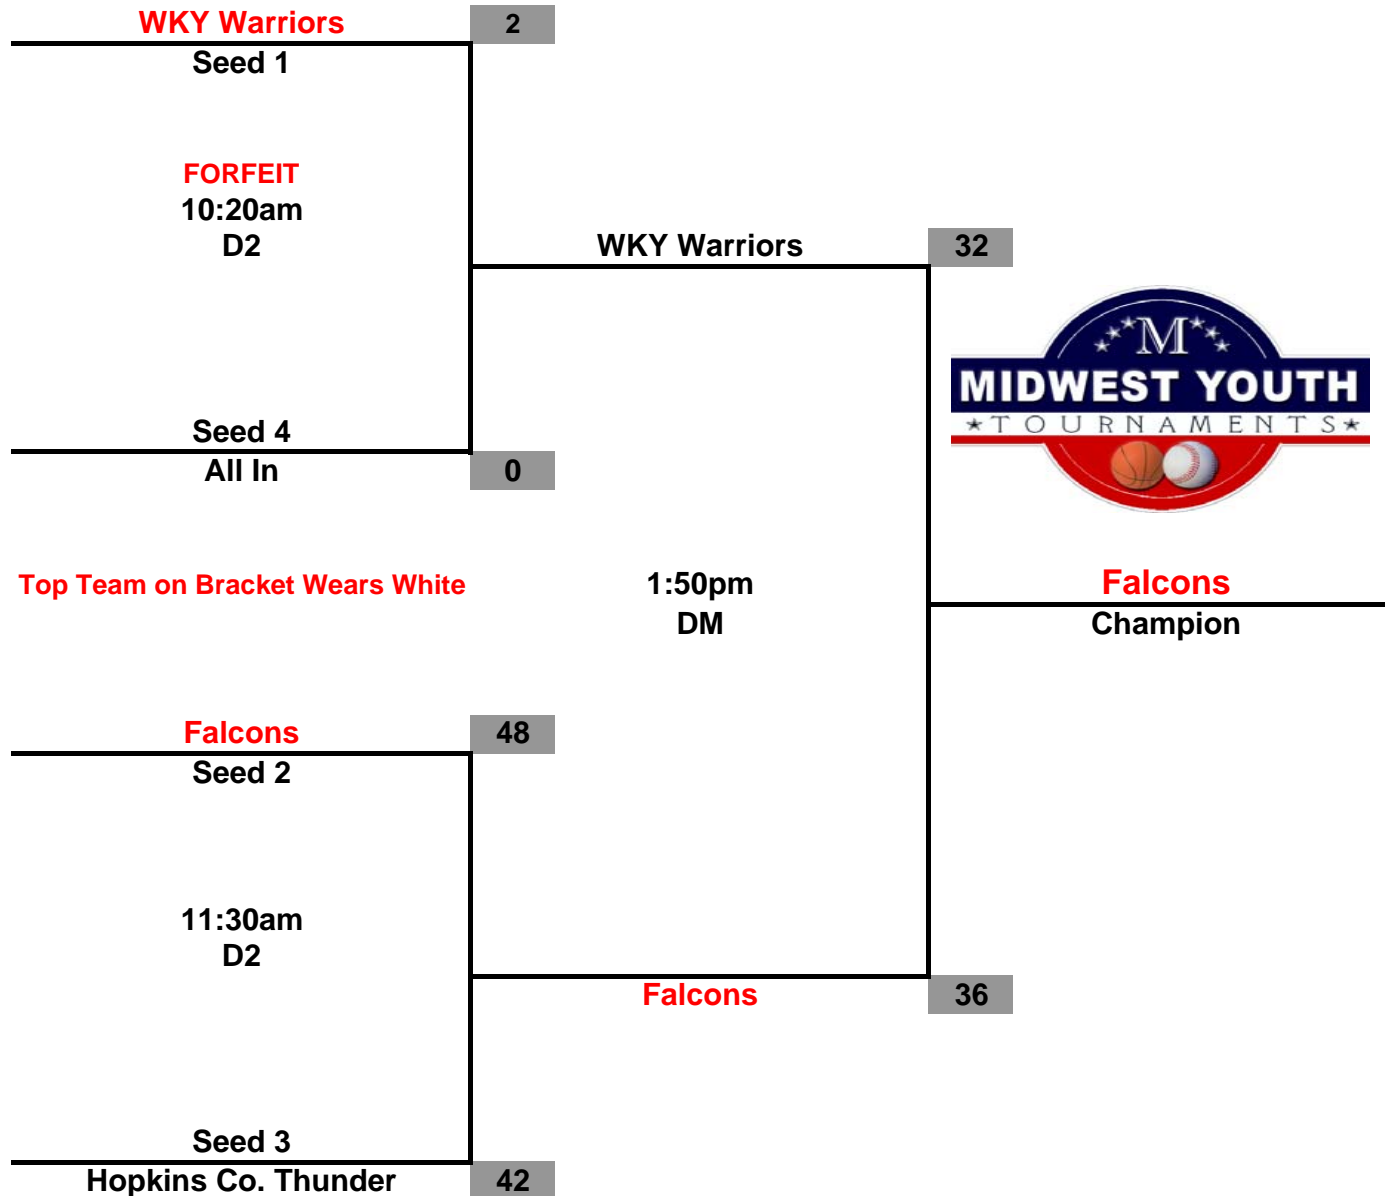 WKY Warriors 2
Seed 1
FORFEIT
10:20am
D2
WKY Warriors 32
M
MIDWEST YOUTH
TOURNAMENTS
Seed 4
All In 0
Top Team on Bracket Wears White
1:50pm
DM
Falcons
Champion
Falcons 48
Seed 2
11:30am
D2
Falcons 36
Seed 3
Hopkins Co. Thunder 42